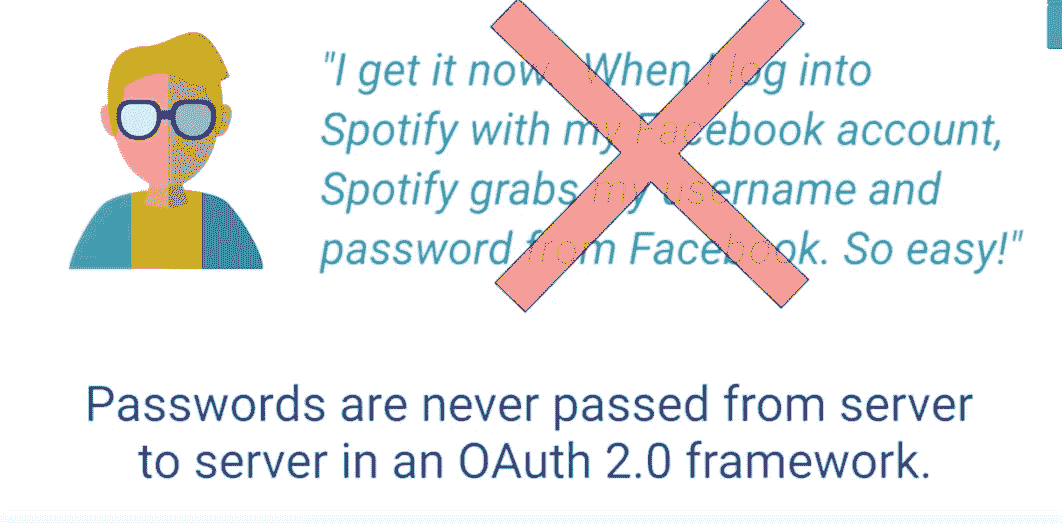 "I get it now. When I log into
Spotify with my Facebook account,
Spotify grabs my username and
password from Facebook. So easy!"
Passwords are never passed from server
to server in an OAuth 2.0 framework.